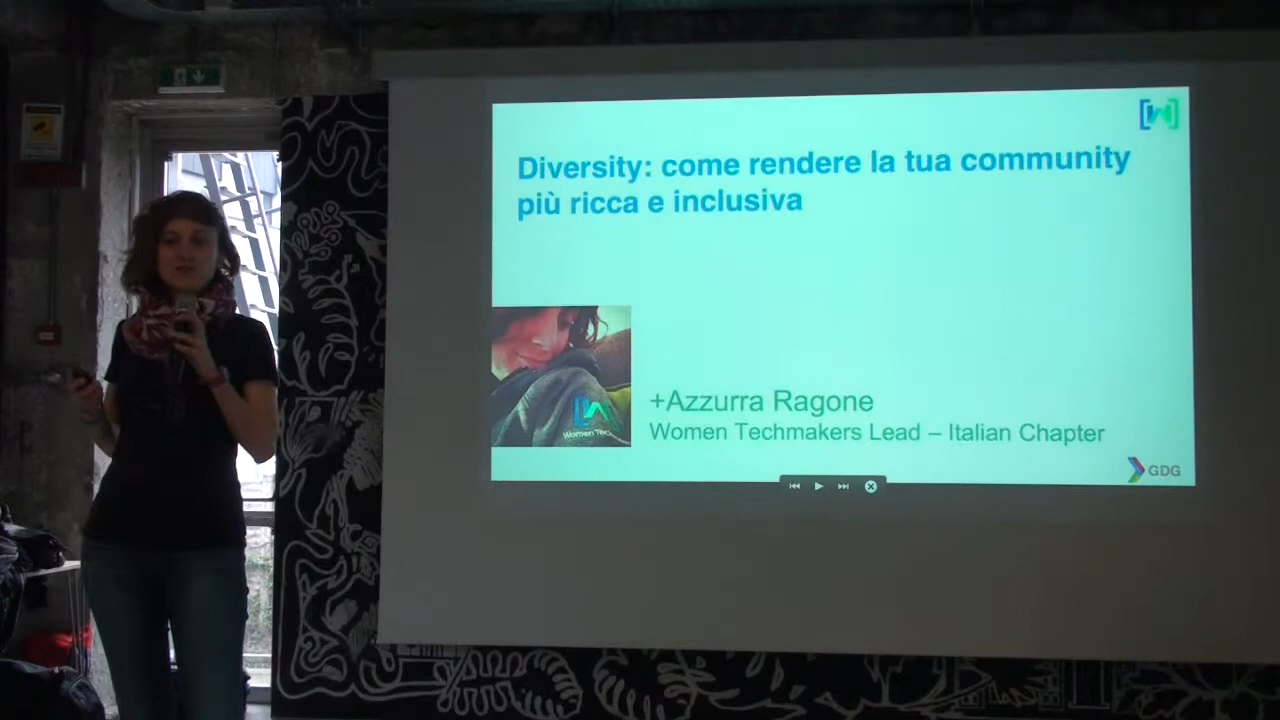 Diversity: come rendere la tua community
più ricca e inclusiva
+Azzurra Ragone
Women Techmakers Lead – Italian Chapter
GDG